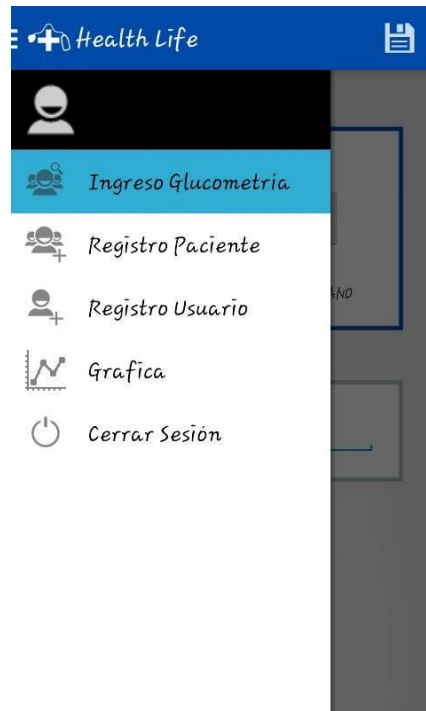 Health Life
Ingreso Glucometria
Registro Paciente
Registro Usuario
Grafica
Cerrar Sesión